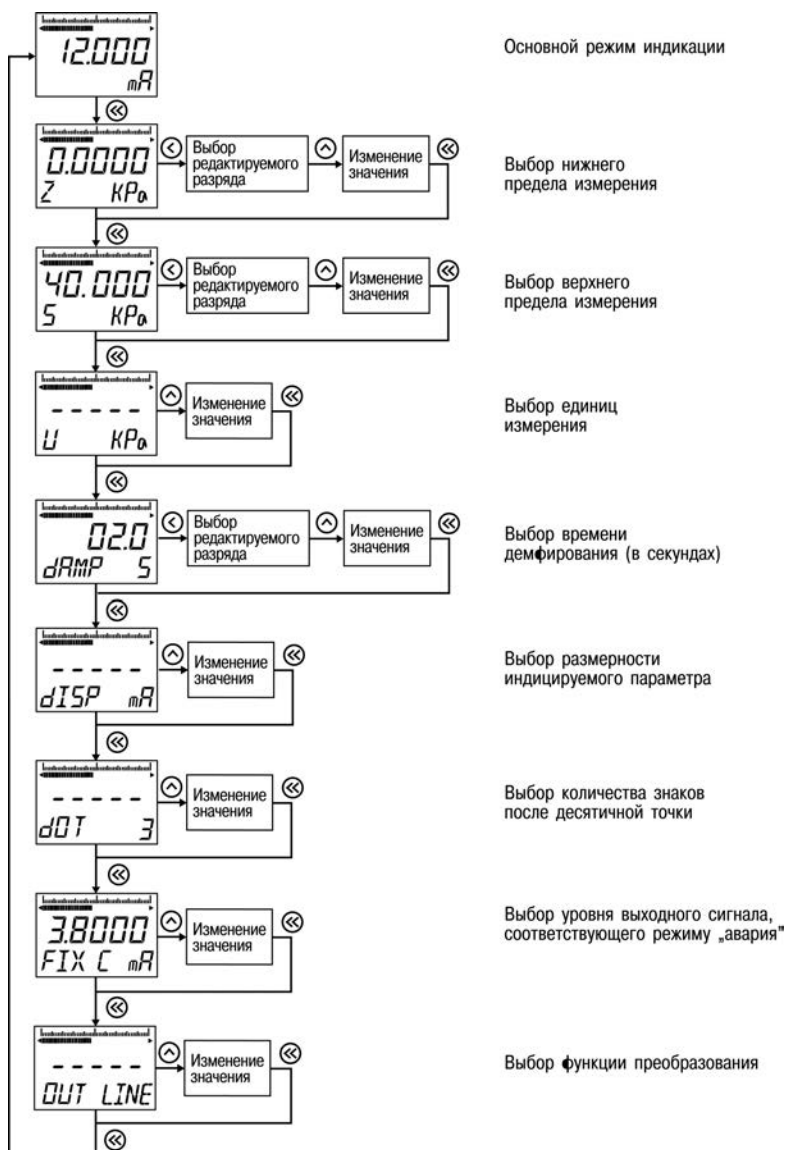 12.000
mA
Основной режим индикации
0.0000
Z KPa
Выбор
редактируемого
разряда
Изменение
значения
Выбор нижнего
предела измерения
40.000
S KPa
Выбор
редактируемого
разряда
Изменение
значения
Выбор верхнего
предела измерения
- - - - -
U KPa
Изменение
значения
Выбор единиц
измерения
02.0
dAMP S
Выбор
редактируемого
разряда
Изменение
значения
Выбор времени
демфирования (в секундах)
- - - - -
dISP mA
Изменение
значения
Выбор размерности
индицируемого параметра
- - - - -
dOT 3
Изменение
значения
Выбор количества знаков
после десятичной точки
3.8000
FIX C mA
Изменение
значения
Выбор уровня выходного сигнала,
соответствующего режиму „авария"
- - - - -
OUT LINE
Изменение
значения
Выбор функции преобразования